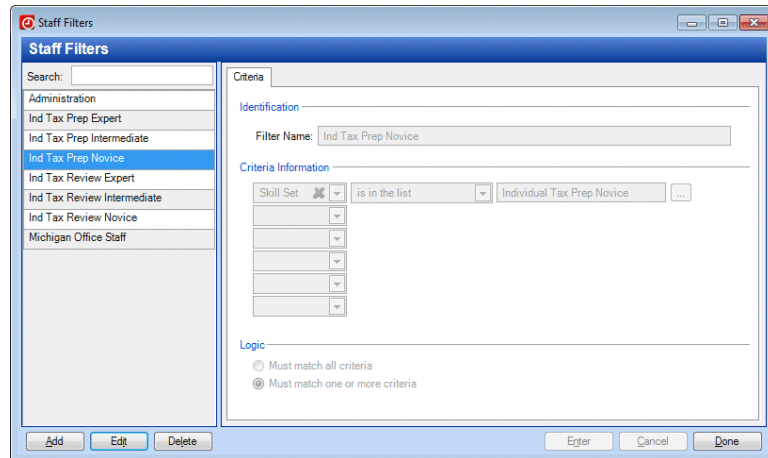 Staff Filters
Staff Filters
Search:
Administration
Ind Tax Prep Expert
Ind Tax Prep Intermediate
Ind Tax Prep Novice
Ind Tax Review Expert
Ind Tax Review Intermediate
Ind Tax Review Novice
Michigan Office Staff
Criteria
Identification
Filter Name: Ind Tax Prep Novice
Criteria Information
Skill Set is in the list Individual Tax Prep Novice ...
Logic
Must match all criteria
Must match one or more criteria
Add Edit Delete Enter Cancel Done